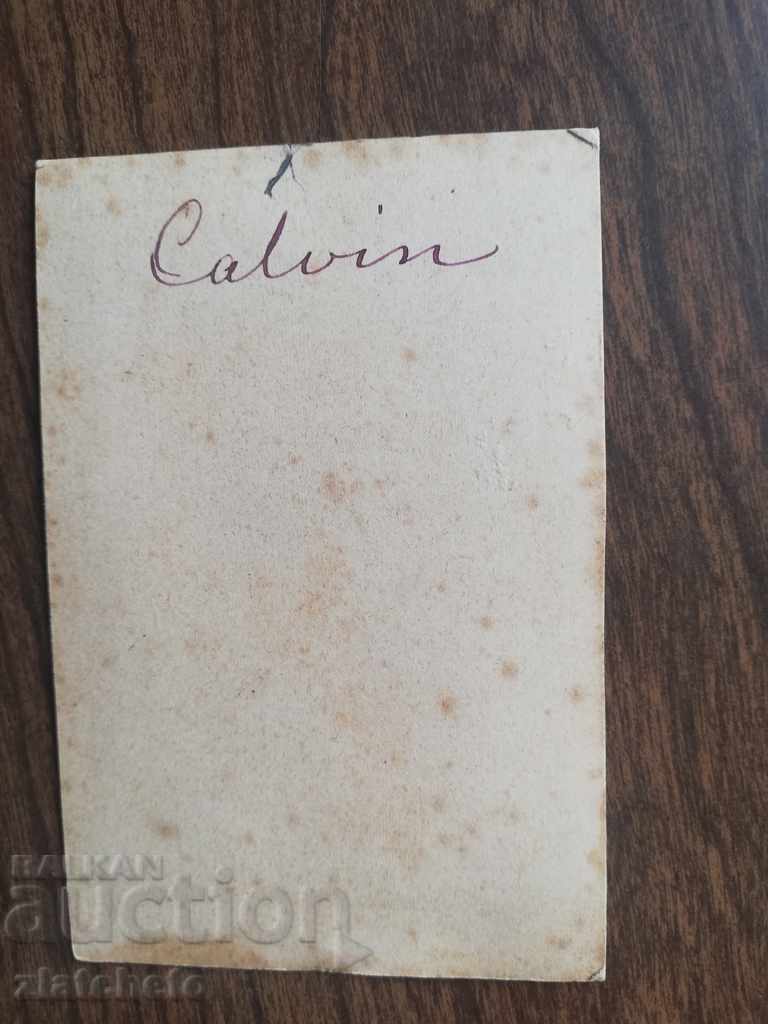 Calvin
BALKAN
auction
zlatchefo